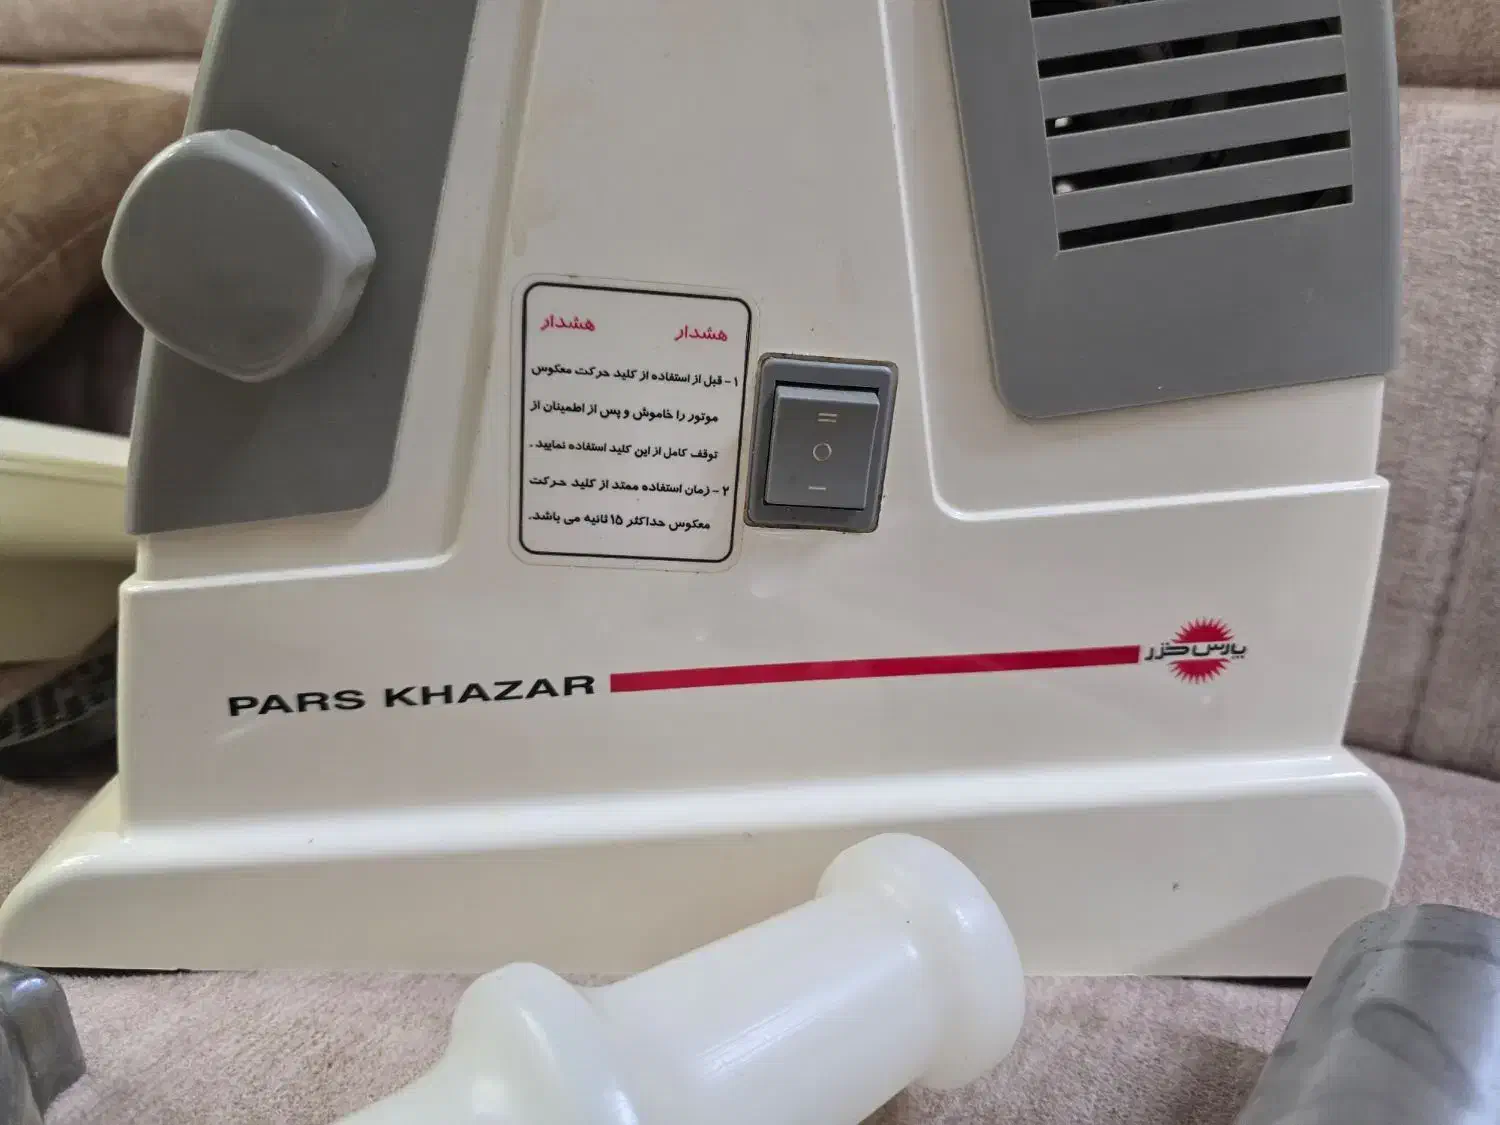 هشدار هشدار
۱- قبل از استفاده از کلید حرکت معکوس
موتور را خاموش و پس از اطمینان از
توقف کامل از این کلید استفاده نمایید .
۲- زمان استفاده ممتد از کلید حرکت
معکوس حداکثر ۱۵ ثانیه می باشد.
=
O
–
PARS KHAZAR
پارس خزر